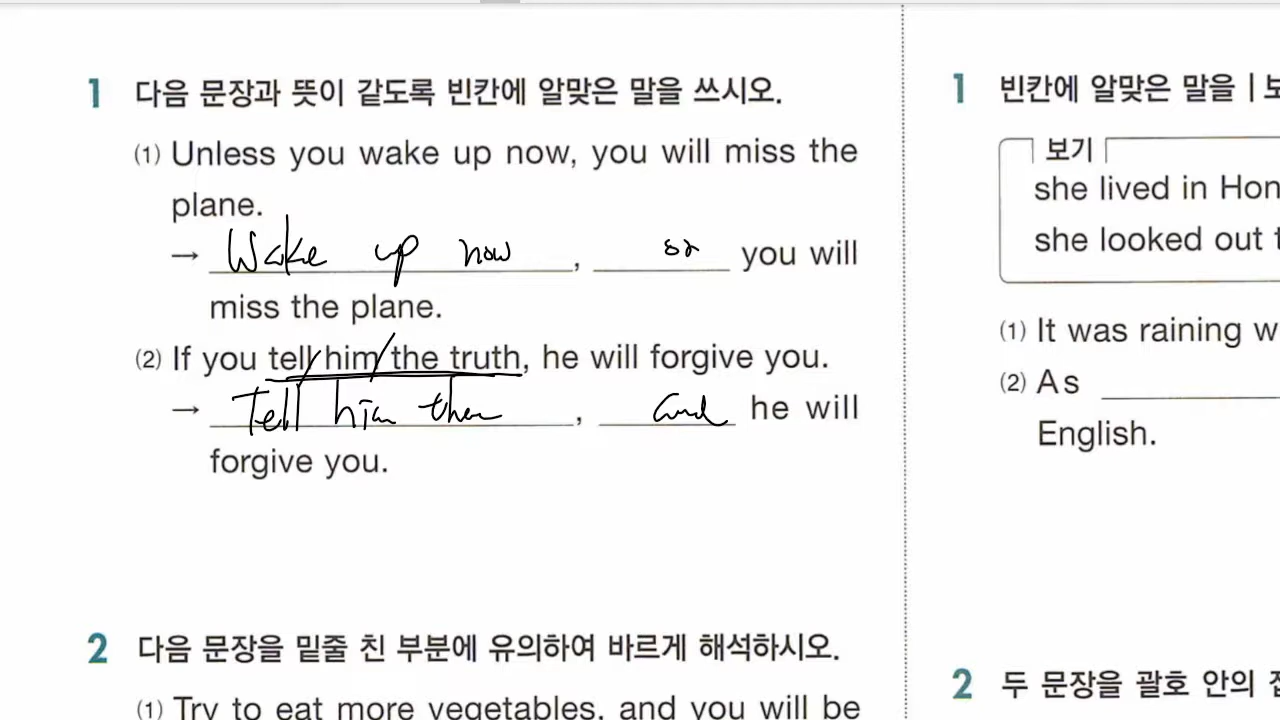 1 다음 문장과 뜻이 같도록 빈칸에 알맞은 말을 쓰시오.
(1) Unless you wake up now, you will miss the
plane.
→ Wake up now , or you will
miss the plane.
(2) If you tell/him/the truth, he will forgive you.
→ Tell him the , and he will
forgive you.
2 다음 문장을 밑줄 친 부분에 유의하여 바르게 해석하시오.
(1) Try to eat more vegetables, and you will be
1 빈칸에 알맞은 말을 | 보
보기
she lived in Hon
she looked out t
(1) It was raining w
(2) As
English.
2 두 문장을 괄호 안의 접